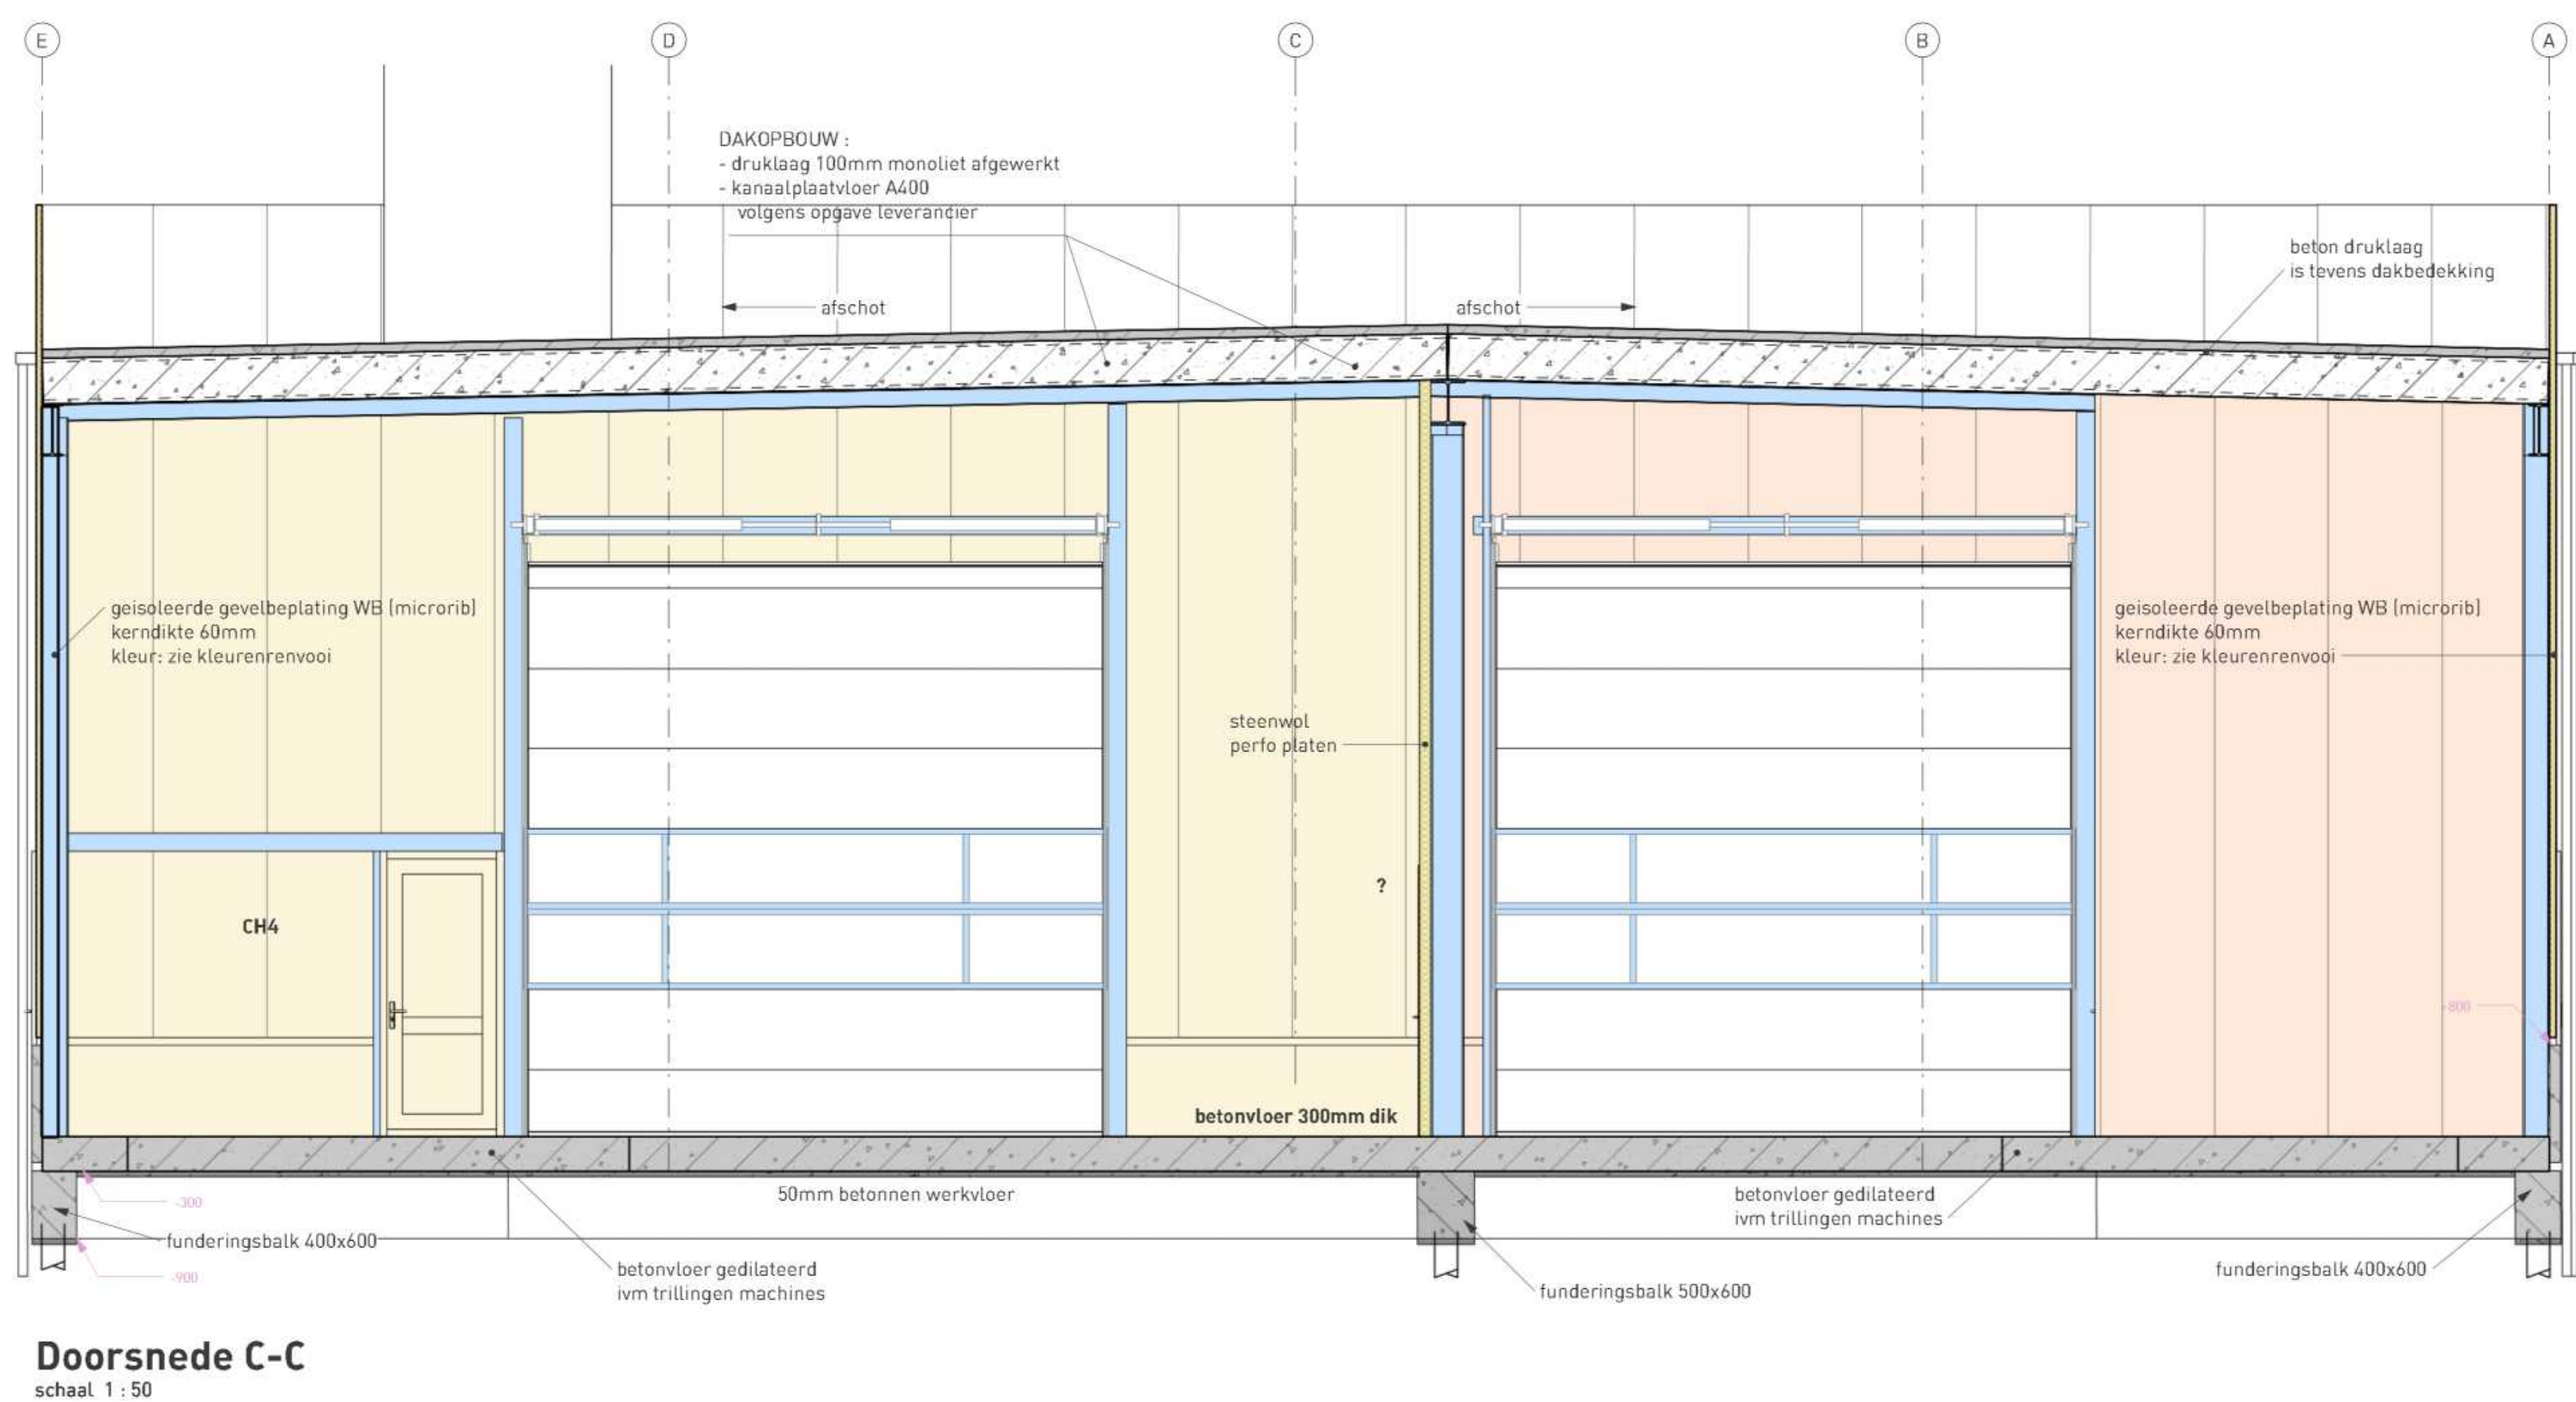 E
D
C
B
A
DAKOPBOUW :
- druklaag 100mm monoliet afgewerkt
- kanaalplaatvloer A400
volgens opgave leverancier
beton druklaag
is tevens dakbedekking
afschot
afschot
geisoleerde gevelbeplating WB (microrib)
kerndikte 60mm
kleur: zie kleurenrenvooi
geisoleerde gevelbeplating WB (microrib)
kerndikte 60mm
kleur: zie kleurenrenvooi
steenwol
perfo platen
?
CH4
-800
betonvloer 300mm dik
-300
50mm betonnen werkvloer
betonvloer gedilateerd
ivm trillingen machines
funderingsbalk 400x600
-900
betonvloer gedilateerd
ivm trillingen machines
funderingsbalk 500x600
funderingsbalk 400x600
Doorsnede C-C
schaal 1 : 50